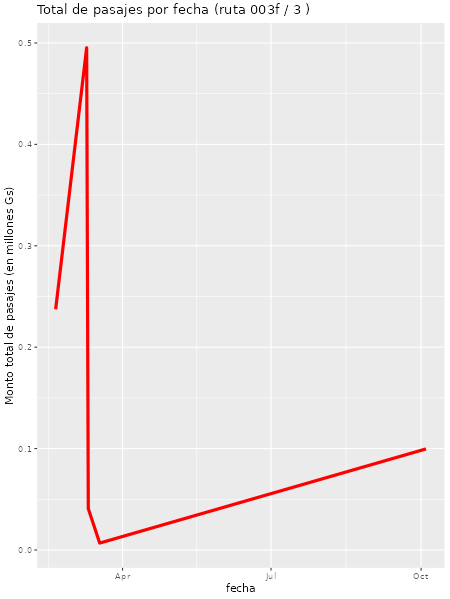 Total de pasajes por fecha (ruta 003f / 3 )
Monto total de pasajes (en millones Gs)
0.5
0.4
0.3
0.2
0.1
0.0
Apr
Jul
Oct
fecha